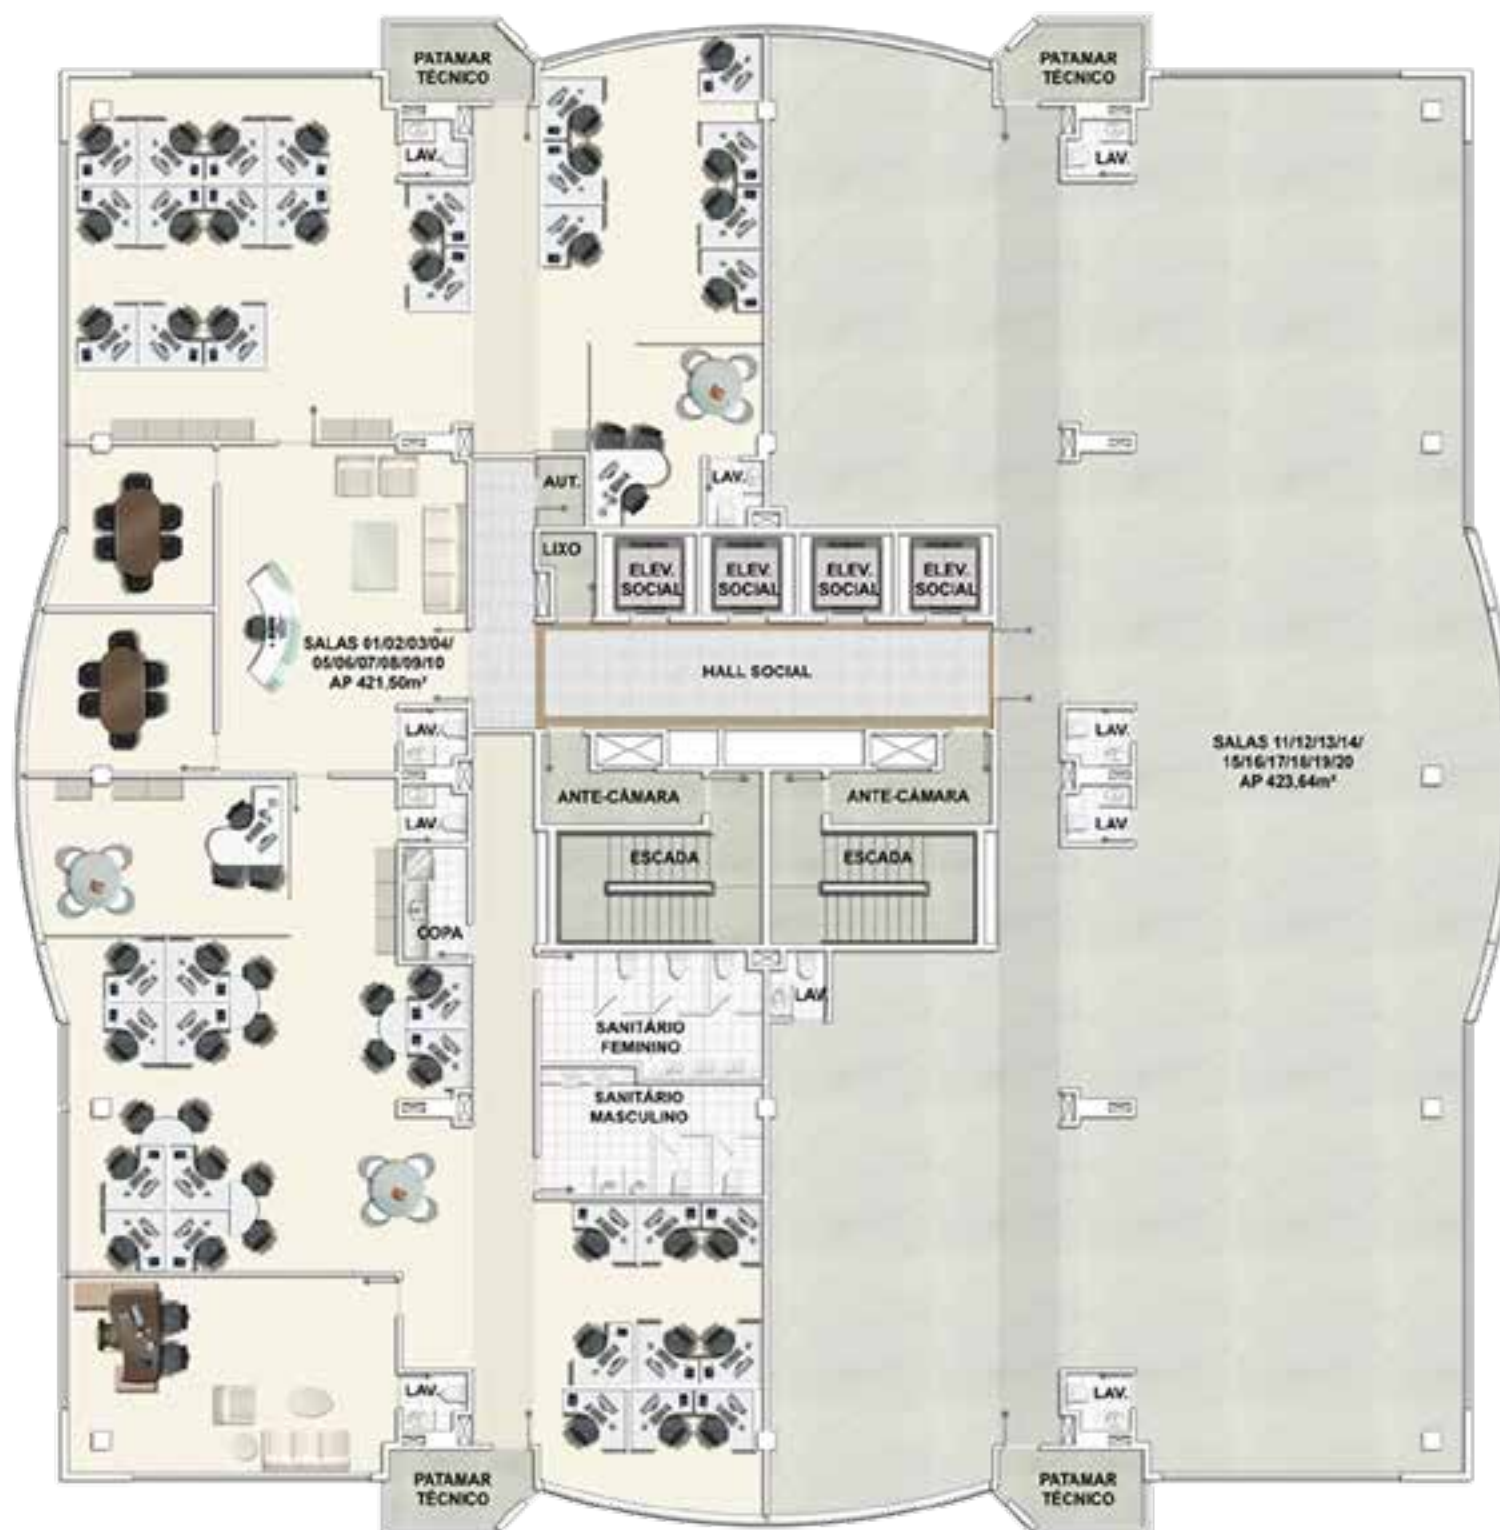 PATAMAR
TÉCNICO
PATAMAR
TÉCNICO
LAV.
LAV.
AUT.
LAV.
LIXO
ELEV.
SOCIAL
ELEV.
SOCIAL
ELEV.
SOCIAL
ELEV.
SOCIAL
SALAS 01/02/03/04/
05/06/07/08/09/10
AP 421,50m²
HALL SOCIAL
LAV.
LAV.
SALAS 11/12/13/14/
15/16/17/18/19/20
AP 423,64m²
ANTE-CÂMARA
ANTE-CÂMARA
LAV.
LAV
ESCADA
ESCADA
COPA
LAV.
SANITÁRIO
FEMININO
SANITÁRIO
MASCULINO
LAV.
LAV.
PATAMAR
TÉCNICO
PATAMAR
TÉCNICO